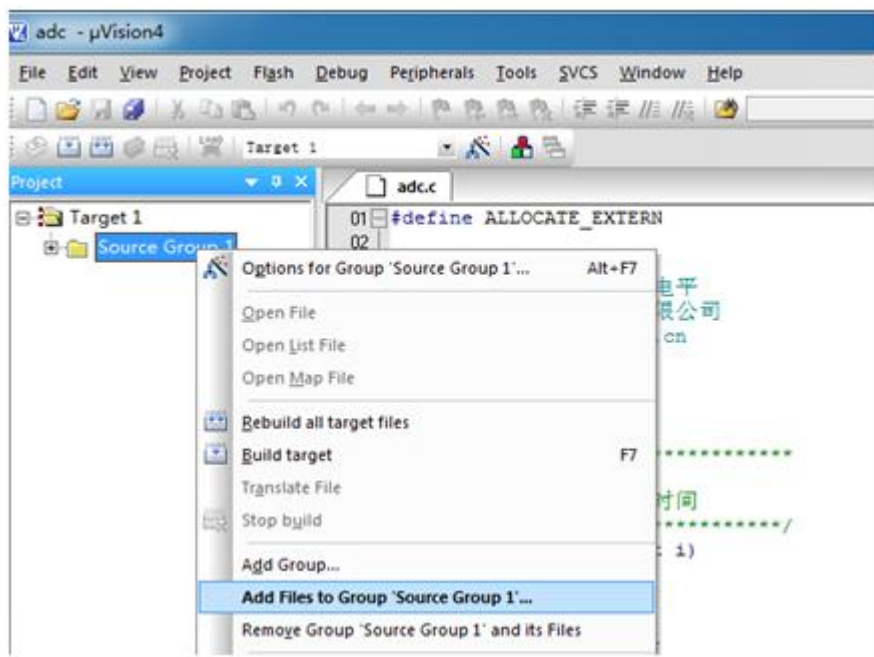 adc - µVision4
File Edit View Project Flash Debug Peripherals Tools SVCS Window Help
Target 1
Project
adc.c
Target 1
01 #define ALLOCATE_EXTERN
Source Group 1
02
Options for Group 'Source Group 1'... Alt+F7
电平
Open File
限公司
Open List File
.cn
Open Map File
Rebuild all target files
Build target F7
***********
Translate File
时间
Stop build
**********/
i)
Add Group...
Add Files to Group 'Source Group 1'...
Remove Group 'Source Group 1' and its Files